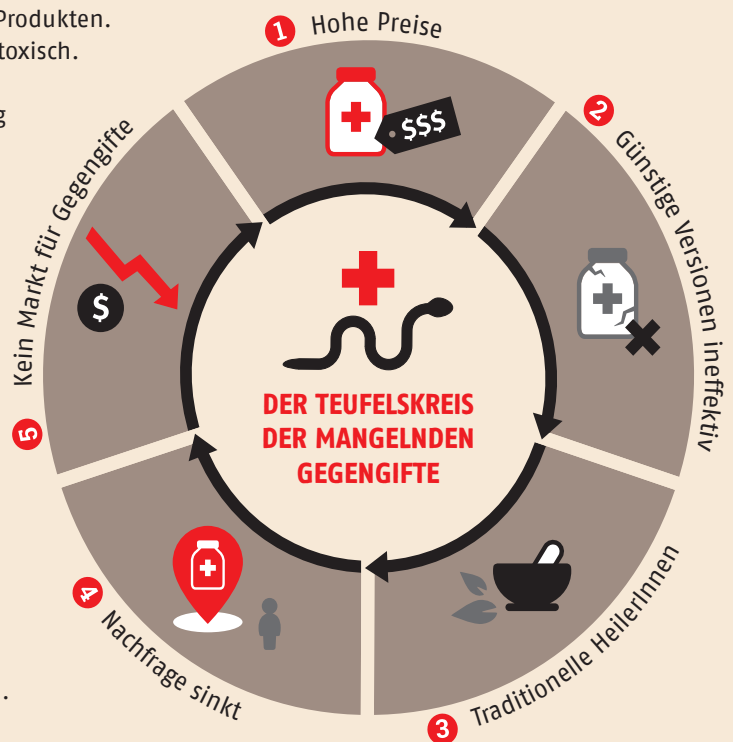 Produkten.
toxisch.
g
1 Hohe Preise
$$$
2 Günstige Versionen ineffektiv
3 Traditionelle HeilerInnen
4 Nachfrage sinkt
5 Kein Markt für Gegengifte
$
DER TEUFELSKREIS
DER MANGELNDEN
GEGENGIFTE
.